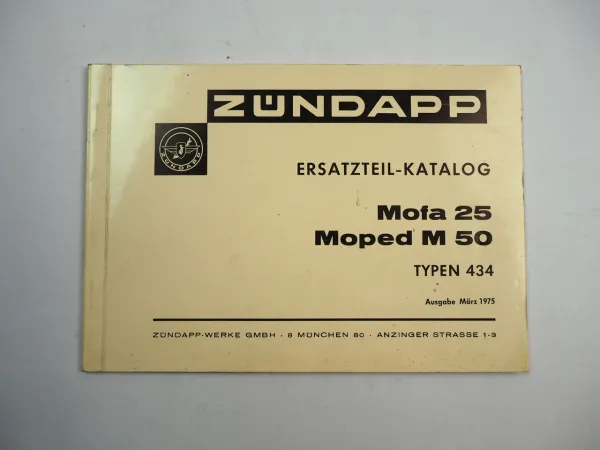 ZÜNDAPP
ZÜNDAPP
ERSATZTEIL-KATALOG
Mofa 25
Moped M 50
TYPEN 434
Ausgabe März 1975
ZÜNDAPP-WERKE GMBH · 8 MÜNCHEN 80 · ANZINGER STRASSE 1-3